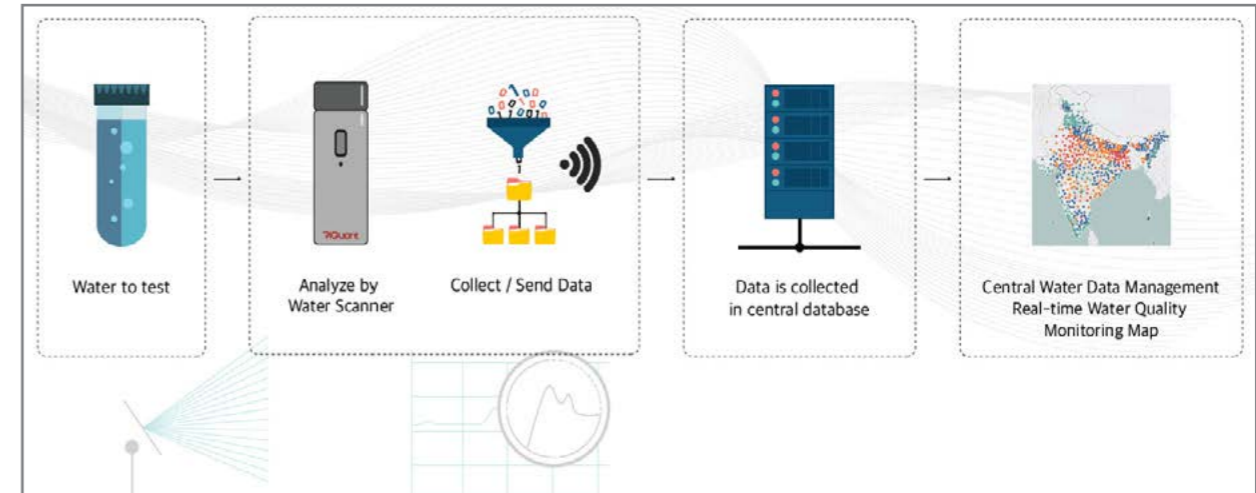 Water to test
Analyze by
Water Scanner
PiQuant
Collect / Send Data
Data is collected
in central database
Central Water Data Management
Real-time Water Quality
Monitoring Map